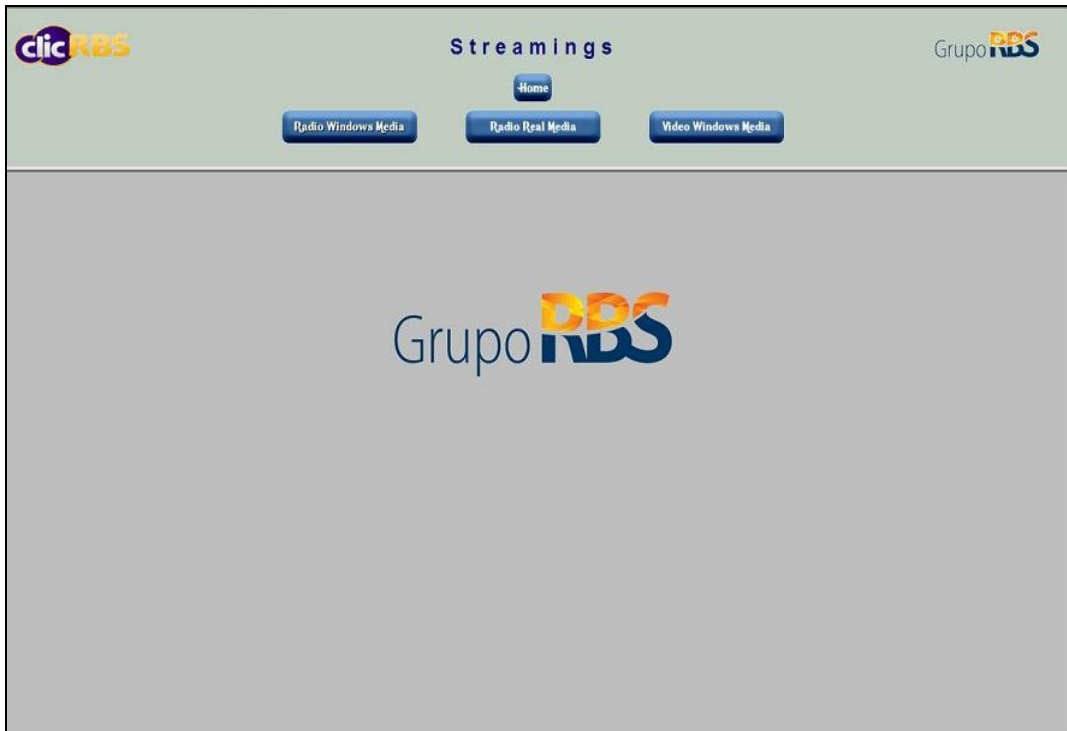 clicRBS
Streamings
Grupo RBS
Home
Radio Windows Media
Radio Real Media
Video Windows Media
Grupo RBS